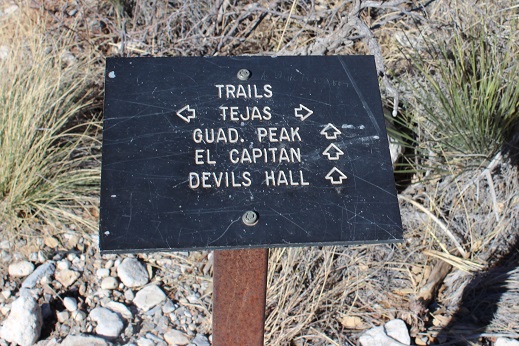 TRAILS
TEJAS
GUAD. PEAK
EL CAPITAN
DEVILS HALL